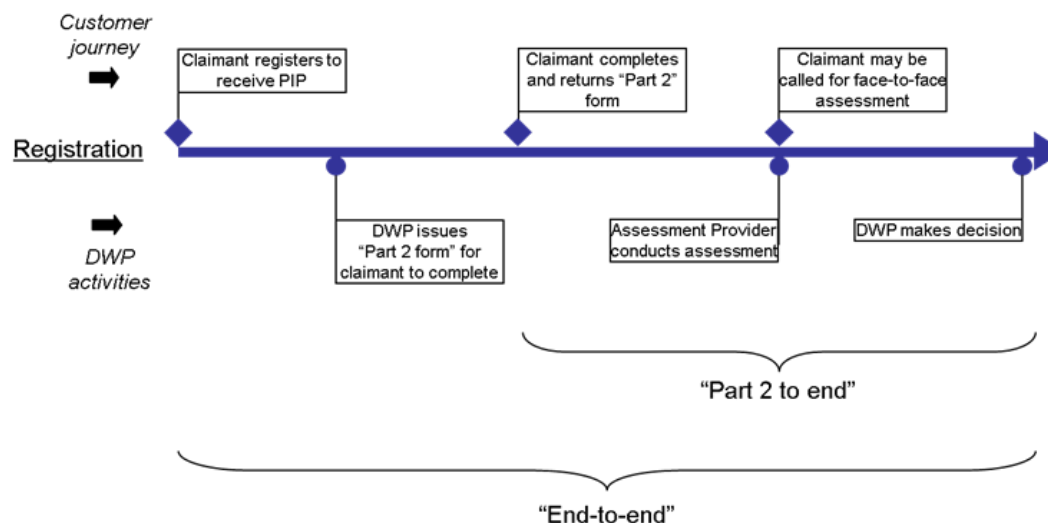 Customer
journey
Claimant registers to
receive PIP
Claimant completes
and returns “Part 2”
form
Claimant may be
called for face-to-face
assessment
Registration
DWP issues
“Part 2 form” for
claimant to complete
Assessment Provider
conducts assessment
DWP makes decision
DWP
activities
“Part 2 to end”
“End-to-end”